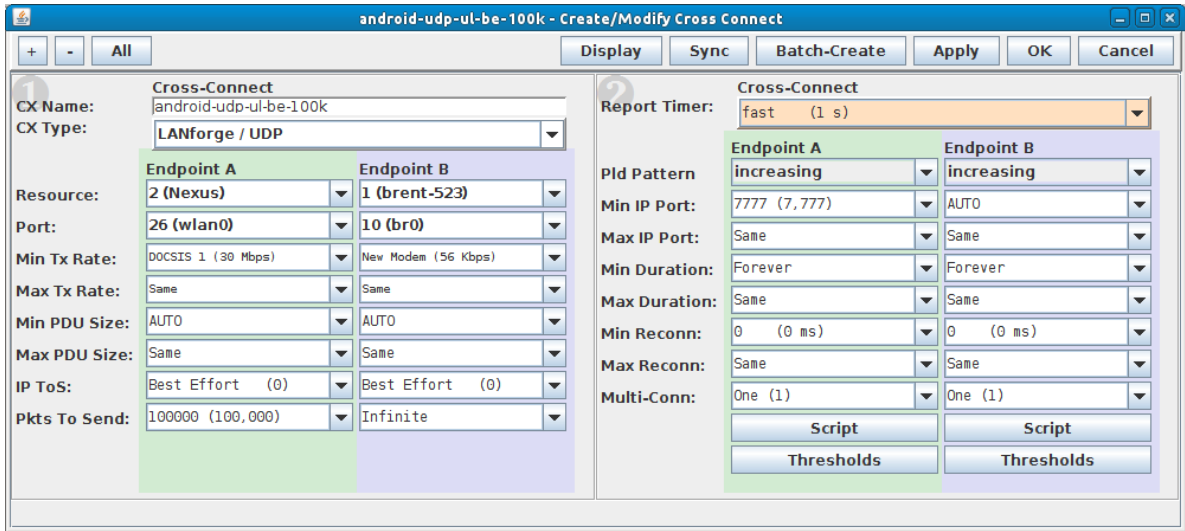 android-udp-ul-be-100k - Create/Modify Cross Connect
+ - All Display Sync Batch-Create Apply OK Cancel
1
Cross-Connect
CX Name: android-udp-ul-be-100k
CX Type: LANforge / UDP
Endpoint A Endpoint B
Resource: 2 (Nexus) 1 (brent-523)
Port: 26 (wlan0) 10 (br0)
Min Tx Rate: DOCSIS 1 (30 Mbps) New Modem (56 Kbps)
Max Tx Rate: Same Same
Min PDU Size: AUTO AUTO
Max PDU Size: Same Same
IP ToS: Best Effort (0) Best Effort (0)
Pkts To Send: 100000 (100,000) Infinite
2
Cross-Connect
Report Timer: fast (1 s)
Endpoint A Endpoint B
Pld Pattern increasing increasing
Min IP Port: 7777 (7,777) AUTO
Max IP Port: Same Same
Min Duration: Forever Forever
Max Duration: Same Same
Min Reconn: 0 (0 ms) 0 (0 ms)
Max Reconn: Same Same
Multi-Conn: One (1) One (1)
Script Script
Thresholds Thresholds